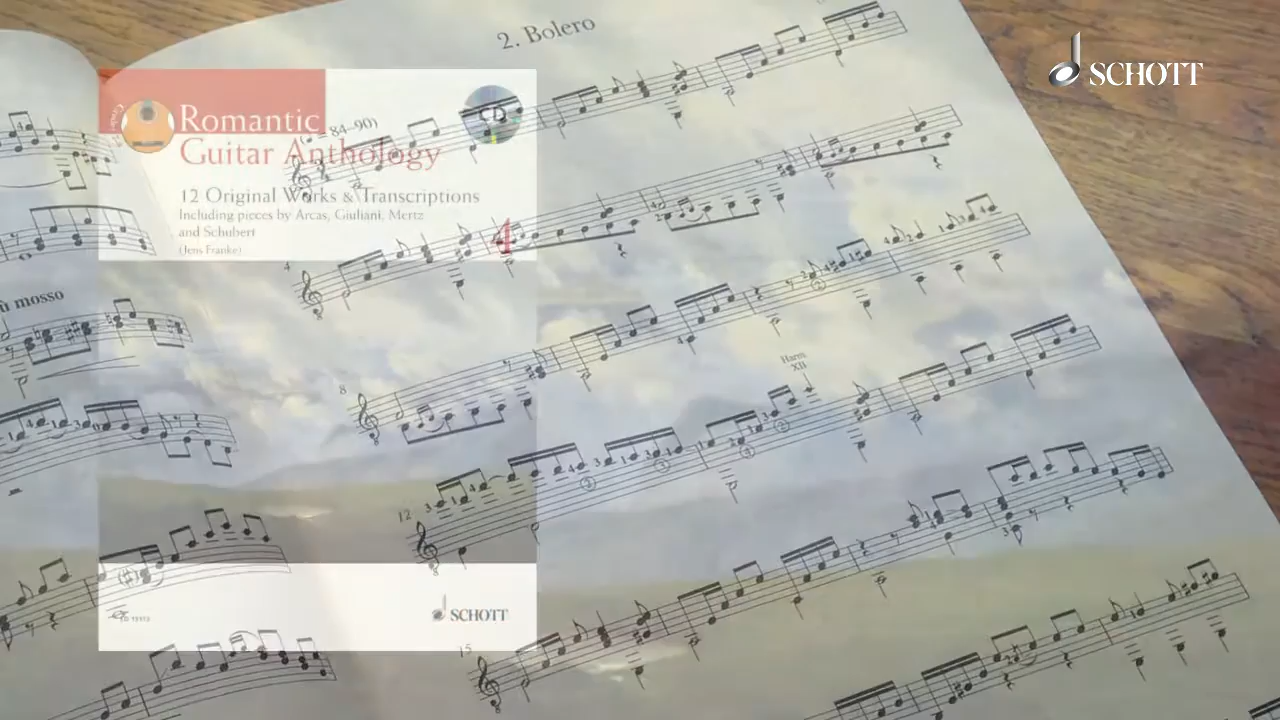 2. Bolero
SCHOTT
CD
Romantic
Guitar Anthology
= 84–90)
12 Original Works & Transcriptions
Including pieces by Arcas, Giuliani, Mertz
and Schubert
(Jens Franke)
4
4
mosso
8
Harm.
XII
12
SCHOTT
15